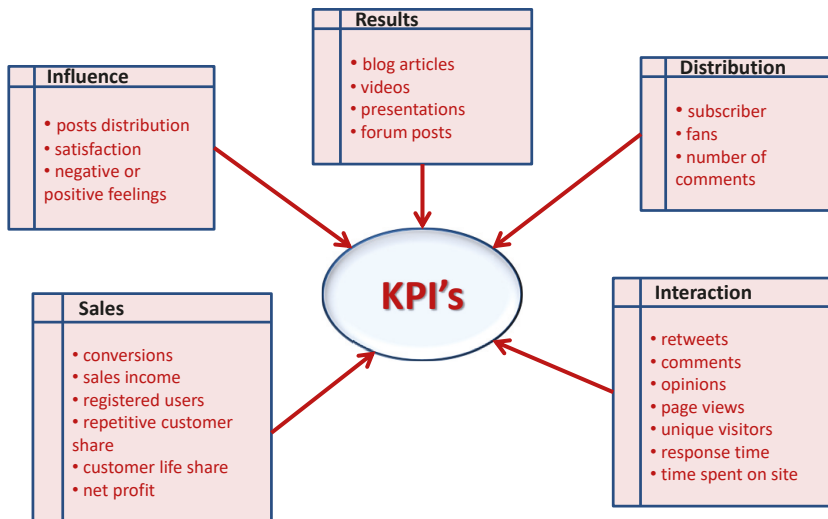 Results
• blog articles
• videos
• presentations
• forum posts
Influence
• posts distribution
• satisfaction
• negative or
positive feelings
Distribution
• subscriber
• fans
• number of
comments
KPI's
Sales
• conversions
• sales income
• registered users
• repetitive customer
share
• customer life share
• net profit
Interaction
• retweets
• comments
• opinions
• page views
• unique visitors
• response time
• time spent on site